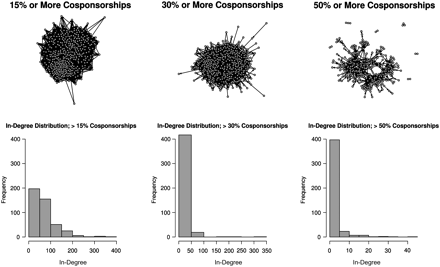 15% or More Cosponsorships
30% or More Cosponsorships
50% or More Cosponsorships
In-Degree Distribution; > 15% Cosponsorships
In-Degree Distribution; > 30% Cosponsorships
In-Degree Distribution; > 50% Cosponsorships
Frequency
400
300
200
100
0
0 100 200 300 400
In-Degree
Frequency
400
300
200
100
0
0 50 100 150 200 250 300 350
In-Degree
Frequency
400
300
200
100
0
0 10 20 30 40
In-Degree